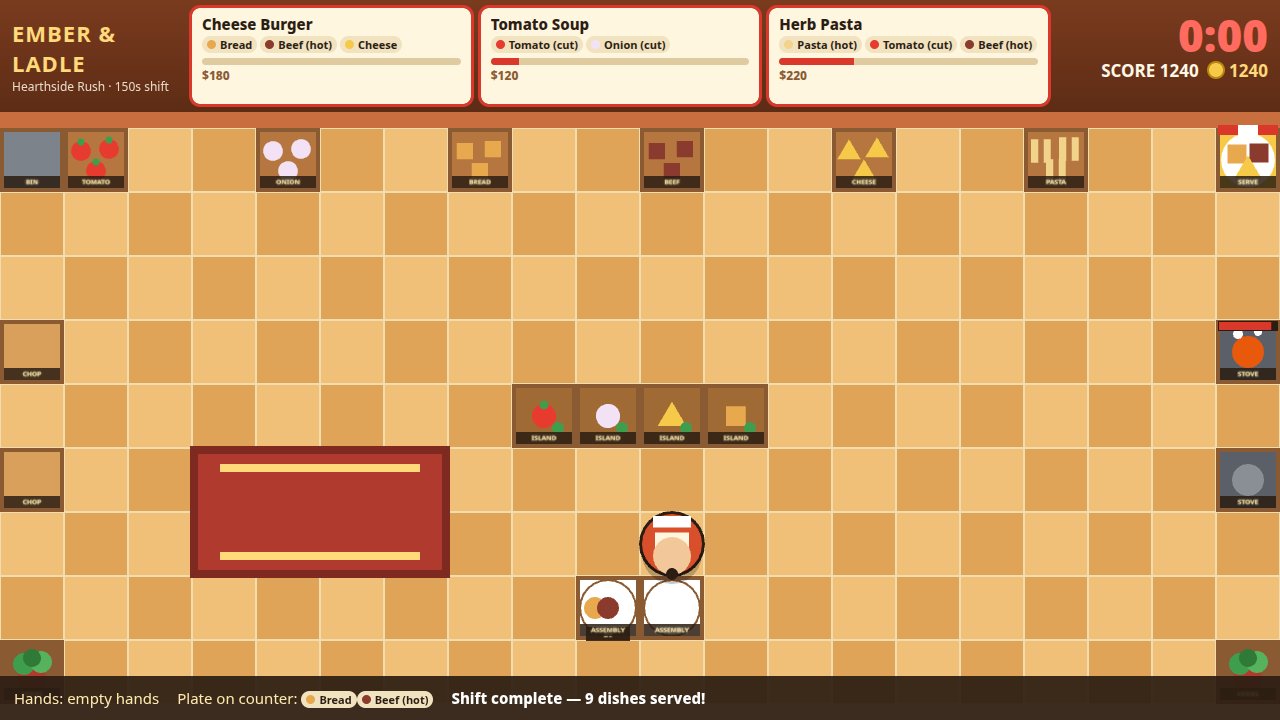 EMBER &
LADLE
Hearthside Rush · 150s shift
Cheese Burger
Bread Beef (hot) Cheese
$180
Tomato Soup
Tomato (cut) Onion (cut)
$120
Herb Pasta
Pasta (hot) Tomato (cut) Beef (hot)
$220
0:00
SCORE 1240 1240
BIN TOMATO ONION BREAD BEEF CHEESE PASTA SERVE
CHOP STOVE
ISLAND ISLAND ISLAND ISLAND
CHOP STOVE
ASSEMBLY ASSEMBLY
Hands: empty hands Plate on counter: Bread Beef (hot) Shift complete — 9 dishes served!